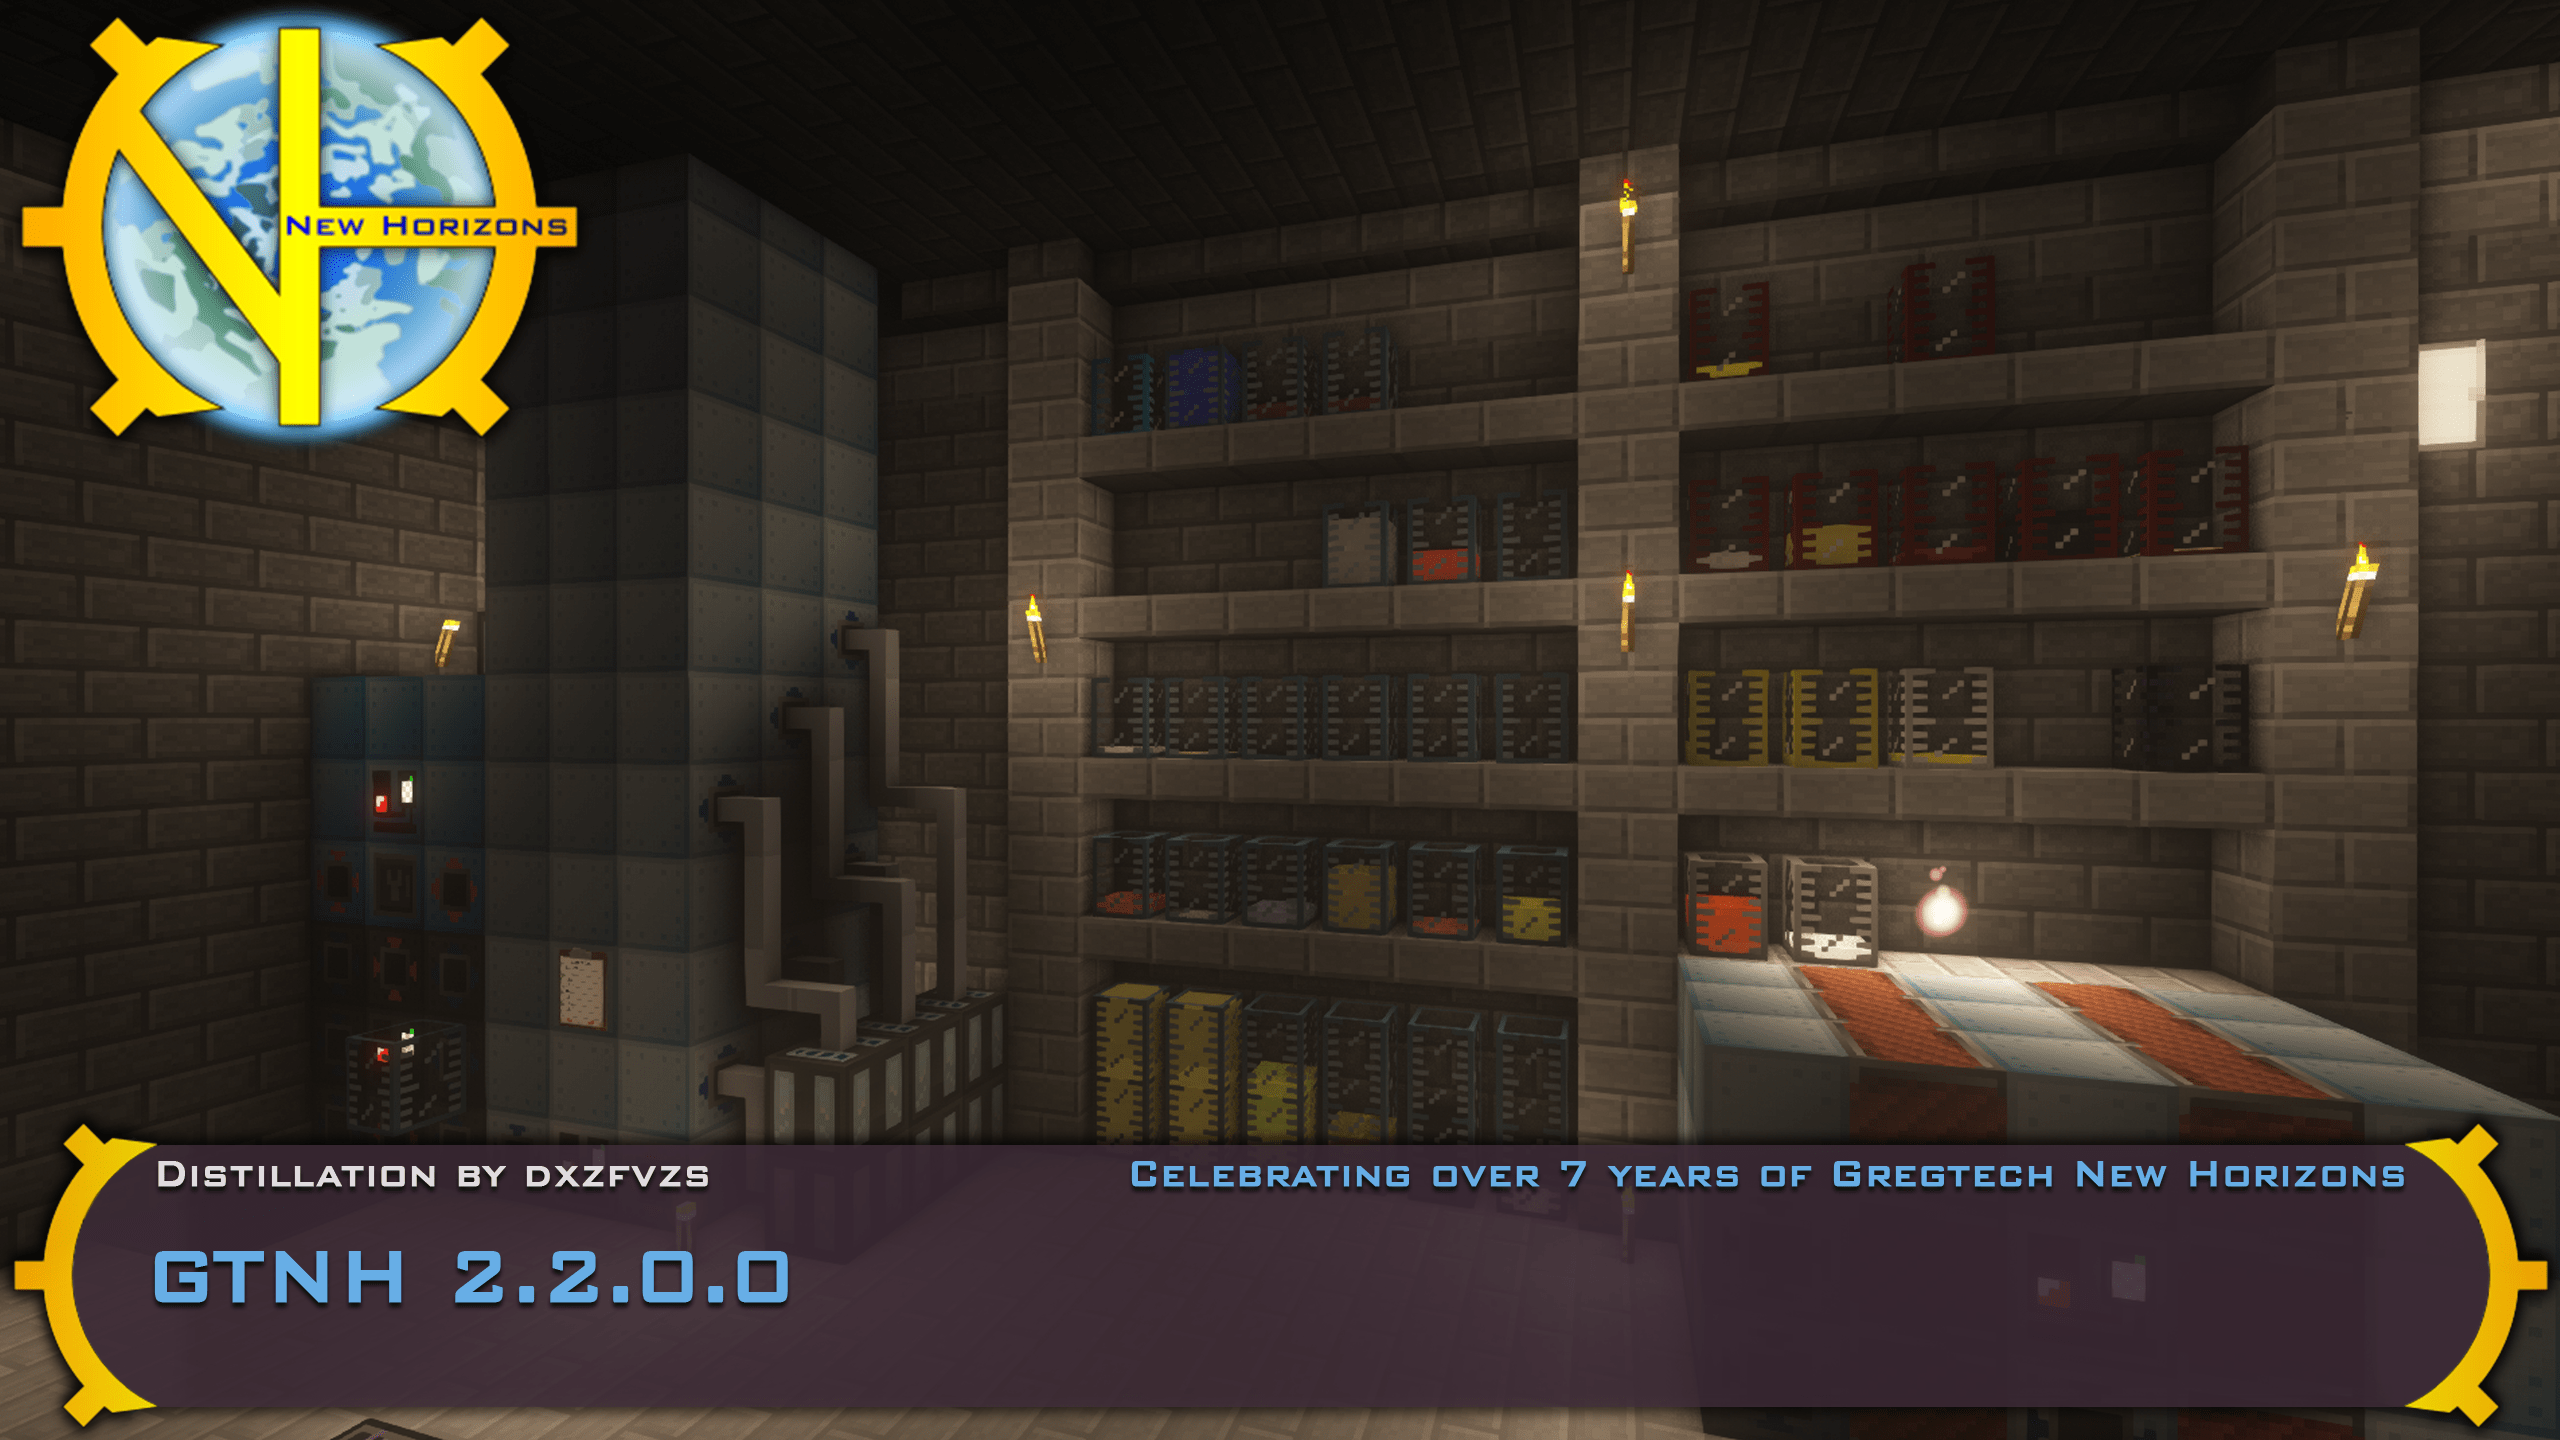 New Horizons
Distillation by dxzfvzs
Celebrating over 7 years of Gregtech New Horizons
GTNH 2.2.0.0